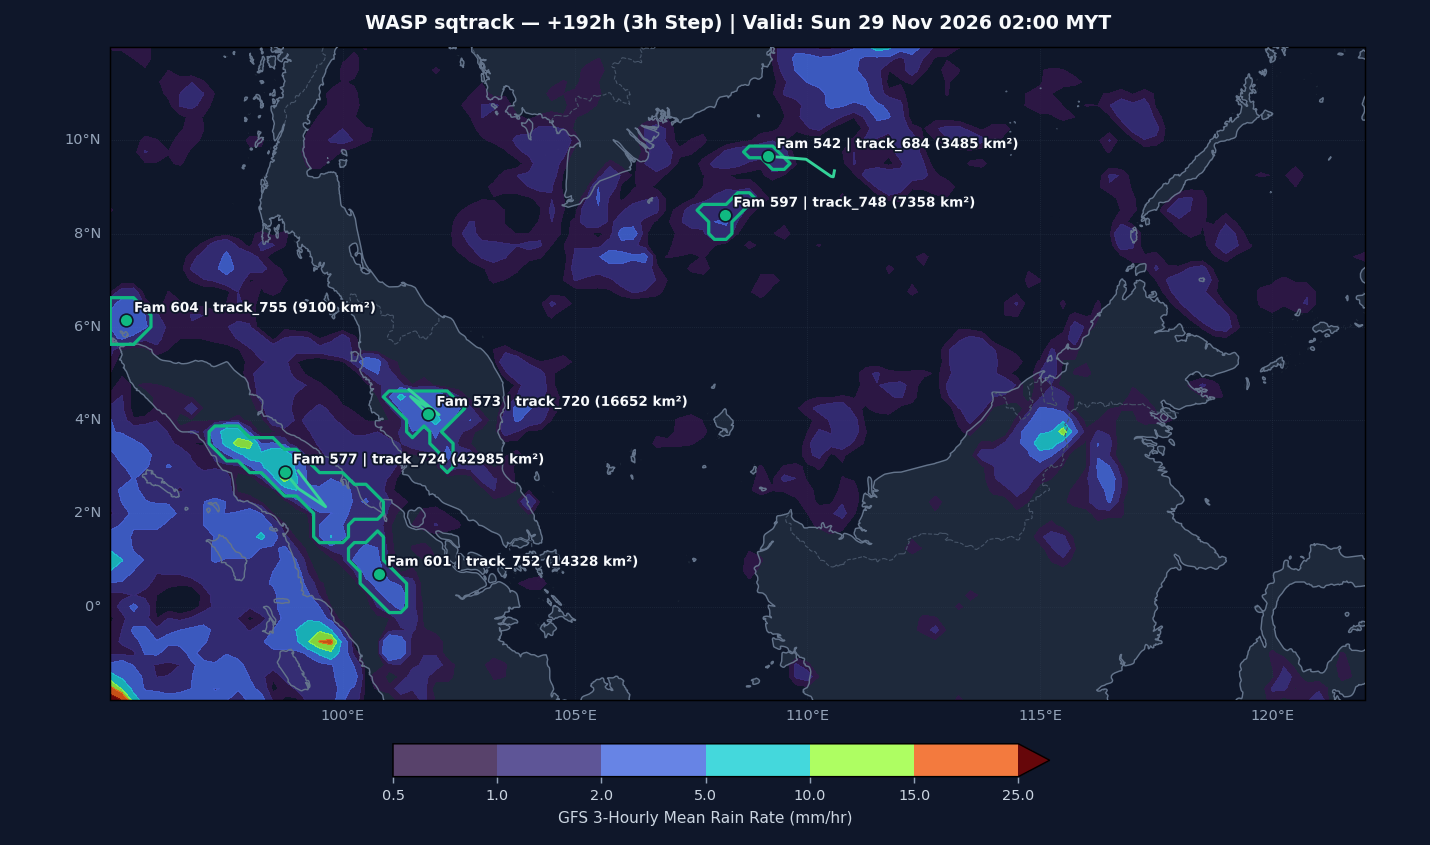 WASP sqtrack — +192h (3h Step) | Valid: Sun 29 Nov 2026 02:00 MYT
10°N
8°N
6°N
4°N
2°N
0°
Fam 542 | track_684 (3485 km²)
Fam 597 | track_748 (7358 km²)
Fam 604 | track_755 (9100 km²)
Fam 573 | track_720 (16652 km²)
Fam 577 | track_724 (42985 km²)
Fam 601 | track_752 (14328 km²)
100°E 105°E 110°E 115°E 120°E
0.5 1.0 2.0 5.0 10.0 15.0 25.0
GFS 3-Hourly Mean Rain Rate (mm/hr)